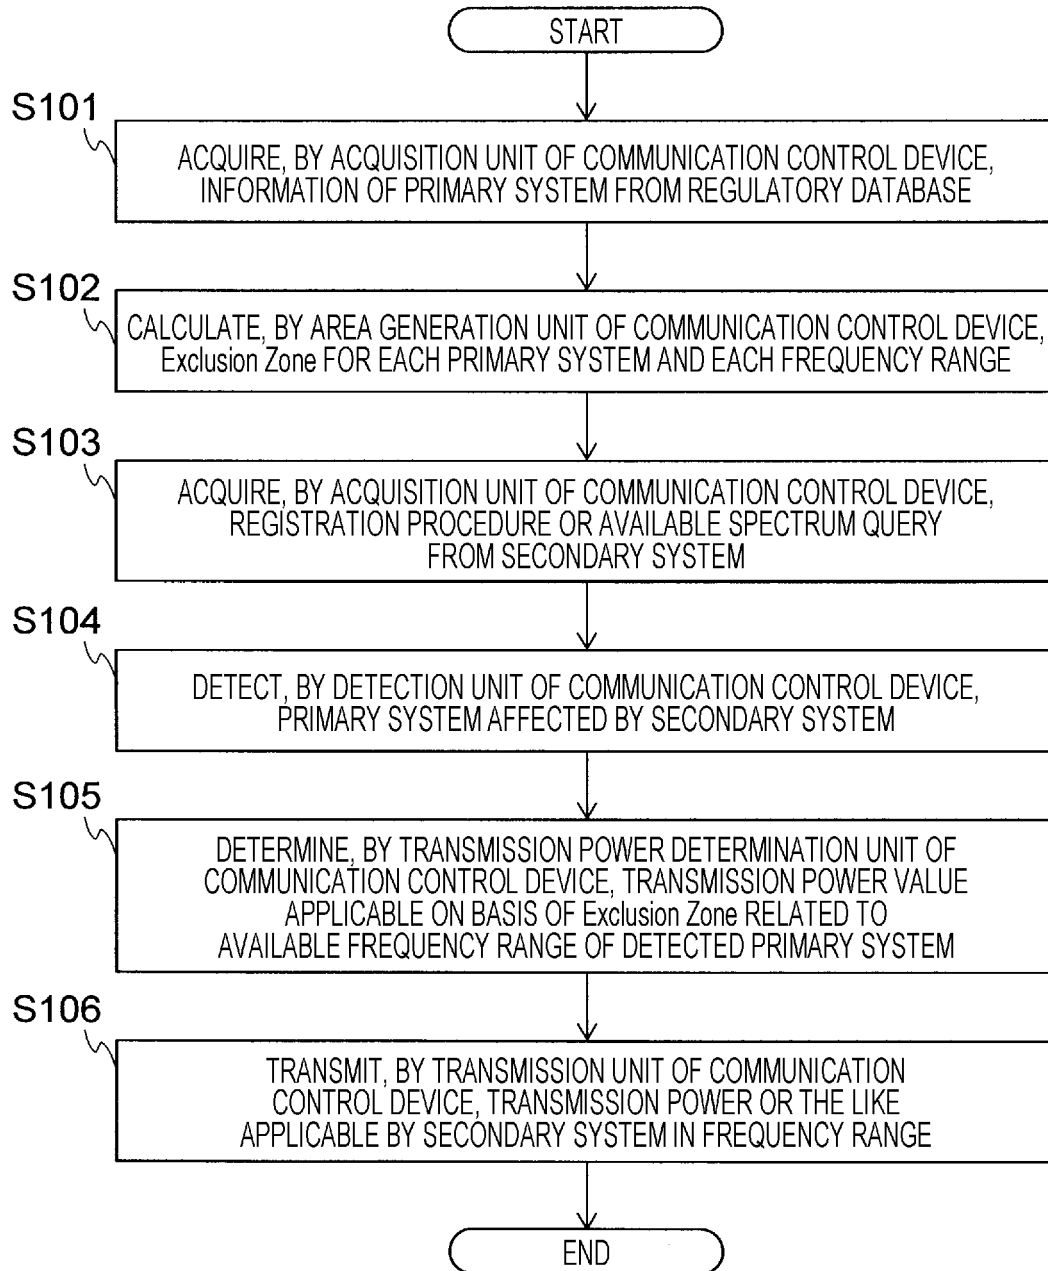 START
S101
ACQUIRE, BY ACQUISITION UNIT OF COMMUNICATION CONTROL DEVICE,
INFORMATION OF PRIMARY SYSTEM FROM REGULATORY DATABASE
S102
CALCULATE, BY AREA GENERATION UNIT OF COMMUNICATION CONTROL DEVICE,
Exclusion Zone FOR EACH PRIMARY SYSTEM AND EACH FREQUENCY RANGE
S103
ACQUIRE, BY ACQUISITION UNIT OF COMMUNICATION CONTROL DEVICE,
REGISTRATION PROCEDURE OR AVAILABLE SPECTRUM QUERY
FROM SECONDARY SYSTEM
S104
DETECT, BY DETECTION UNIT OF COMMUNICATION CONTROL DEVICE,
PRIMARY SYSTEM AFFECTED BY SECONDARY SYSTEM
S105
DETERMINE, BY TRANSMISSION POWER DETERMINATION UNIT OF
COMMUNICATION CONTROL DEVICE, TRANSMISSION POWER VALUE
APPLICABLE ON BASIS OF Exclusion Zone RELATED TO
AVAILABLE FREQUENCY RANGE OF DETECTED PRIMARY SYSTEM
S106
TRANSMIT, BY TRANSMISSION UNIT OF COMMUNICATION
CONTROL DEVICE, TRANSMISSION POWER OR THE LIKE
APPLICABLE BY SECONDARY SYSTEM IN FREQUENCY RANGE
END